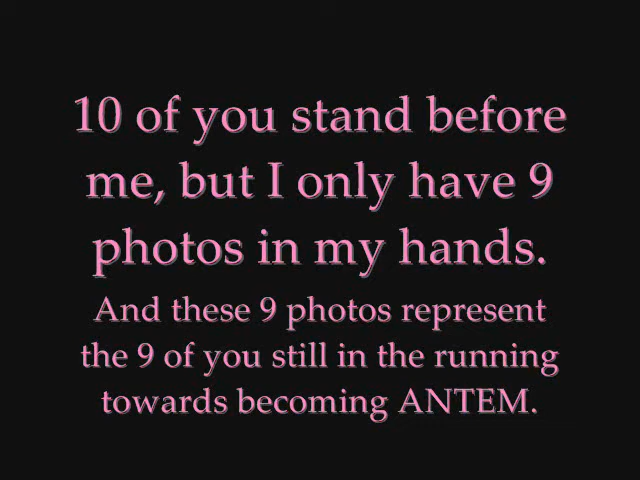 10 of you stand before
me, but I only have 9
photos in my hands.
And these 9 photos represent
the 9 of you still in the running
towards becoming ANTEM.